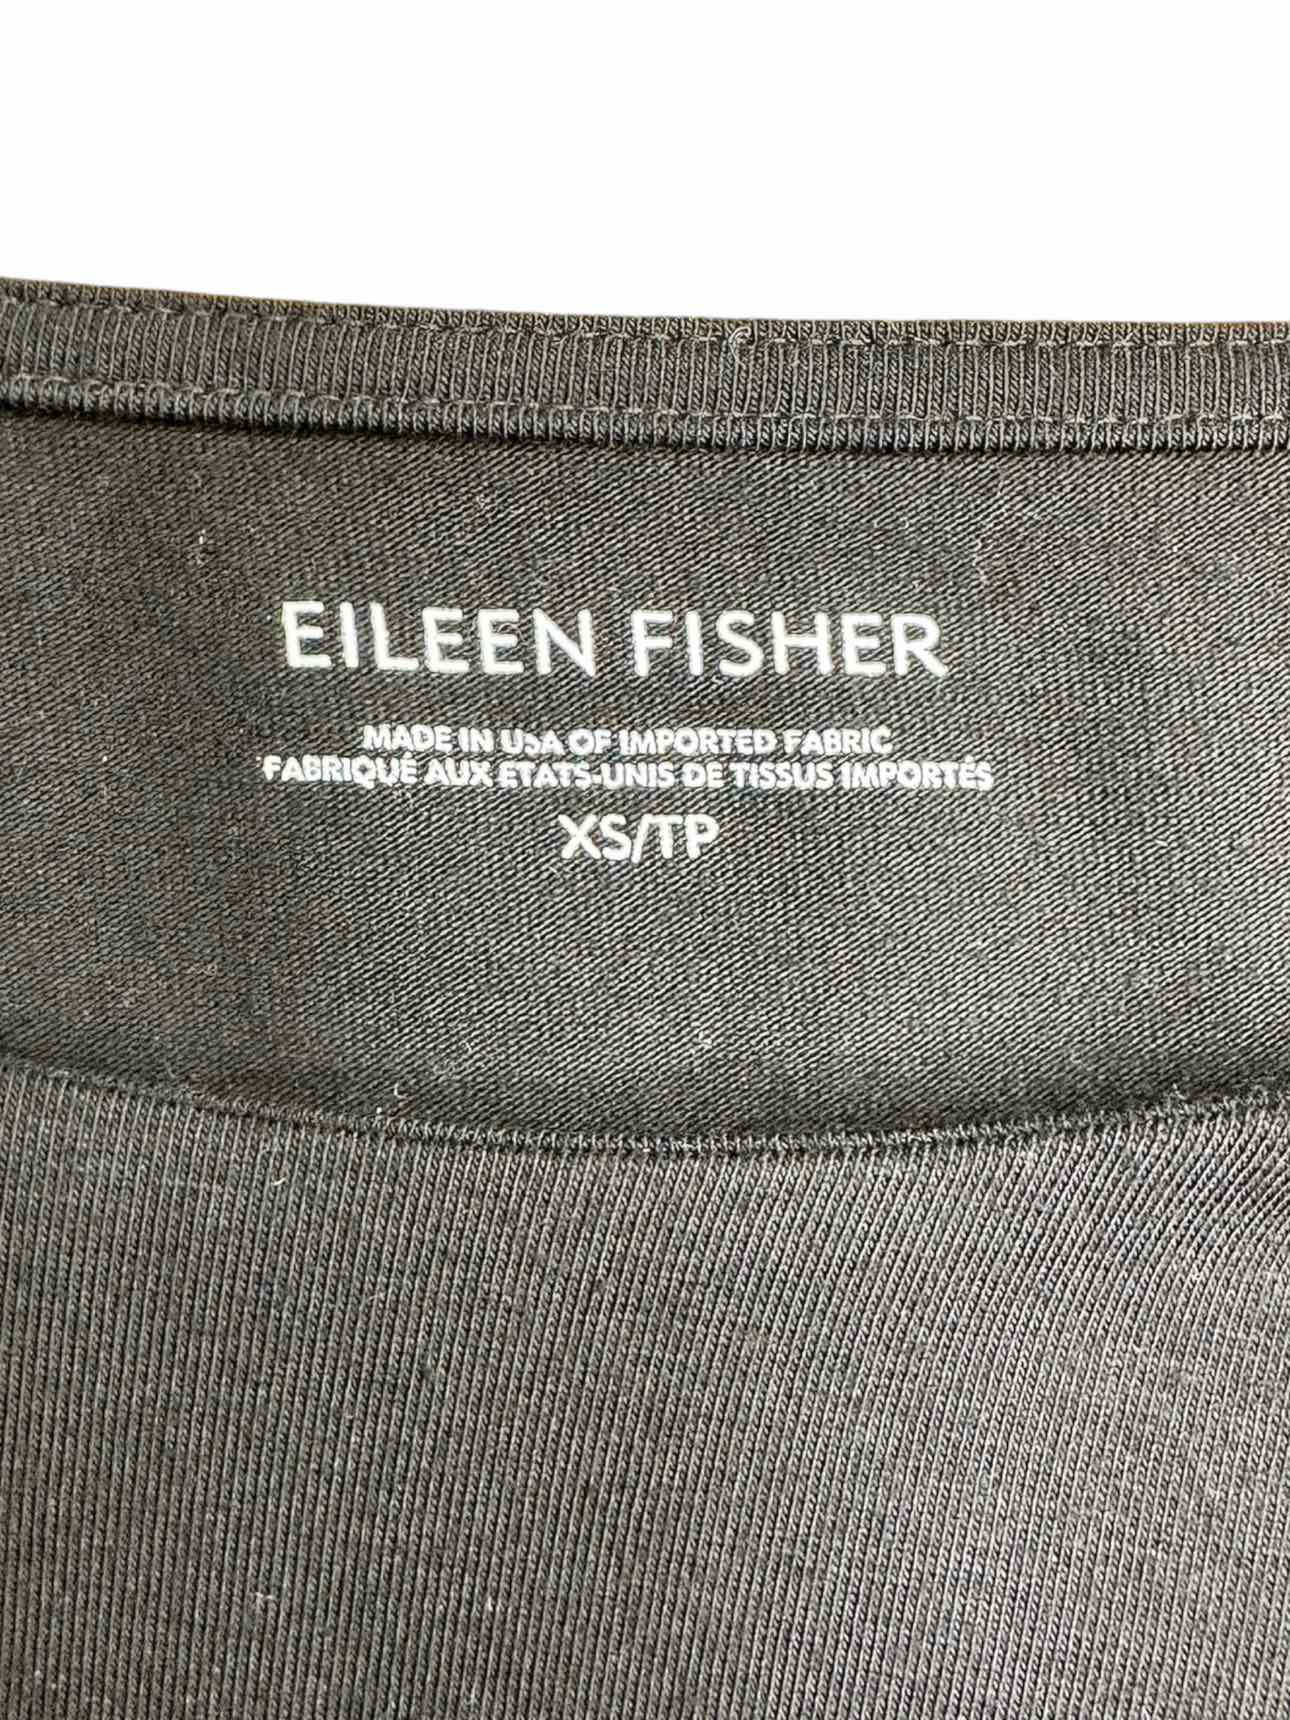 EILEEN FISHER
MADE IN USA OF IMPORTED FABRIC
FABRIQUÉ AUX ETATS-UNIS DE TISSUS IMPORTÉS
XS/TP